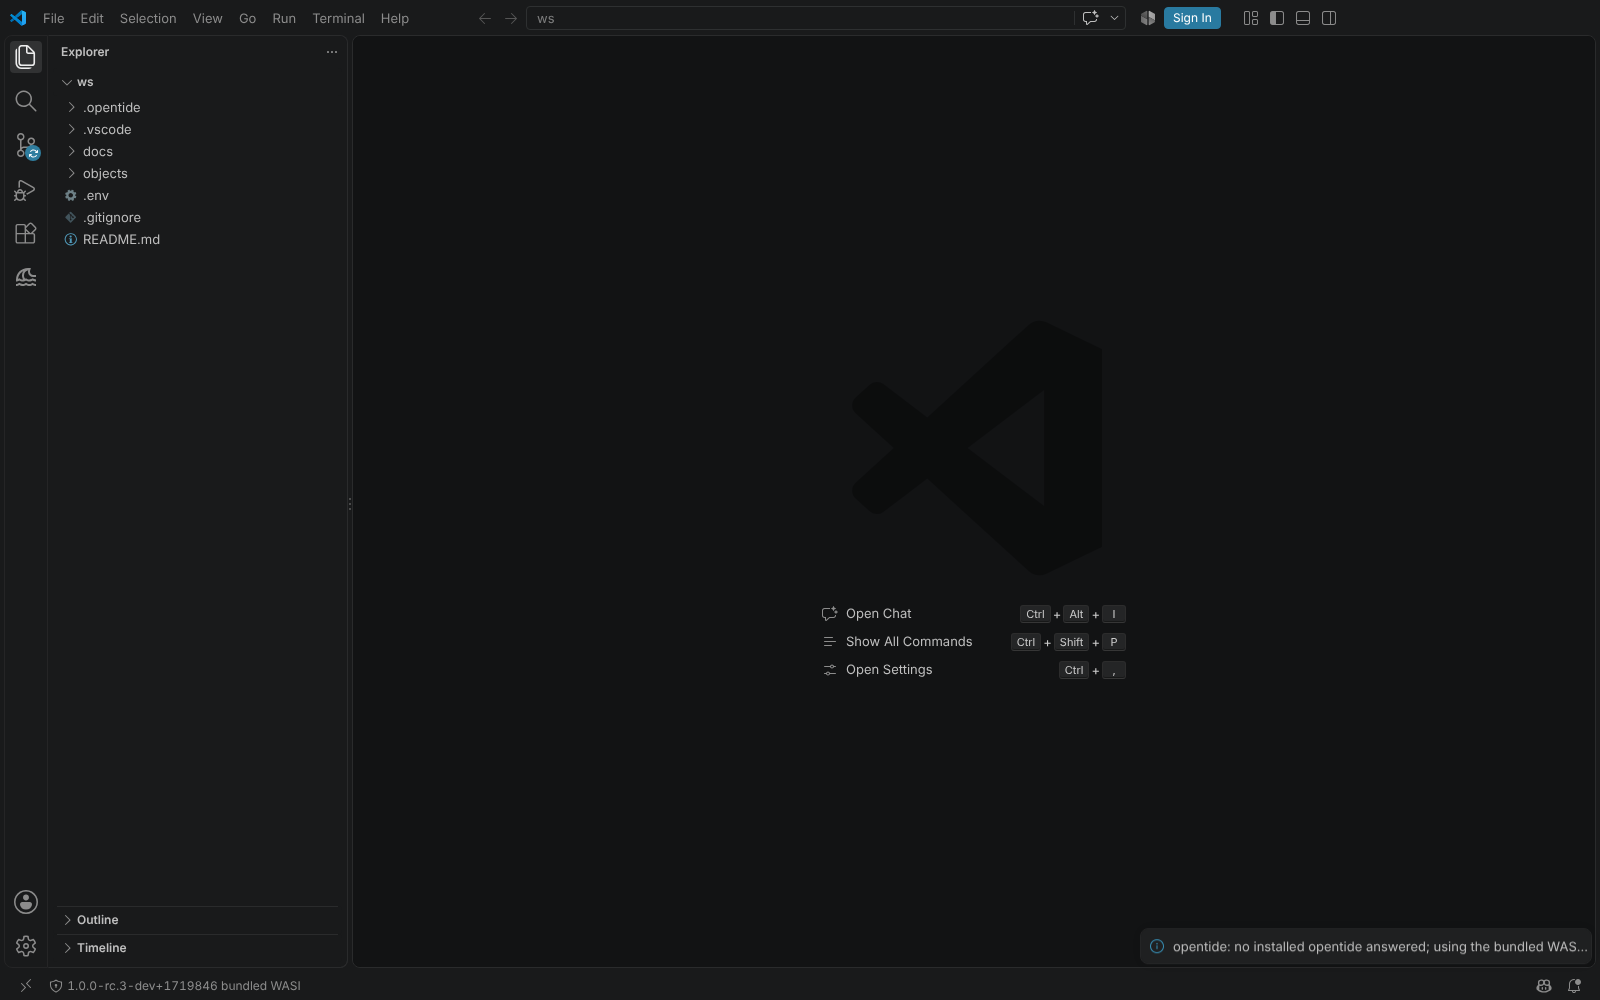 File Edit Selection View Go Run Terminal Help
ws
Sign In
Explorer
ws
.opentide
.vscode
docs
objects
.env
.gitignore
README.md
Open Chat Ctrl + Alt + I
Show All Commands Ctrl + Shift + P
Open Settings Ctrl + ,
Outline
Timeline
opentide: no installed opentide answered; using the bundled WAS...
1.0.0-rc.3-dev+1719846 bundled WASI